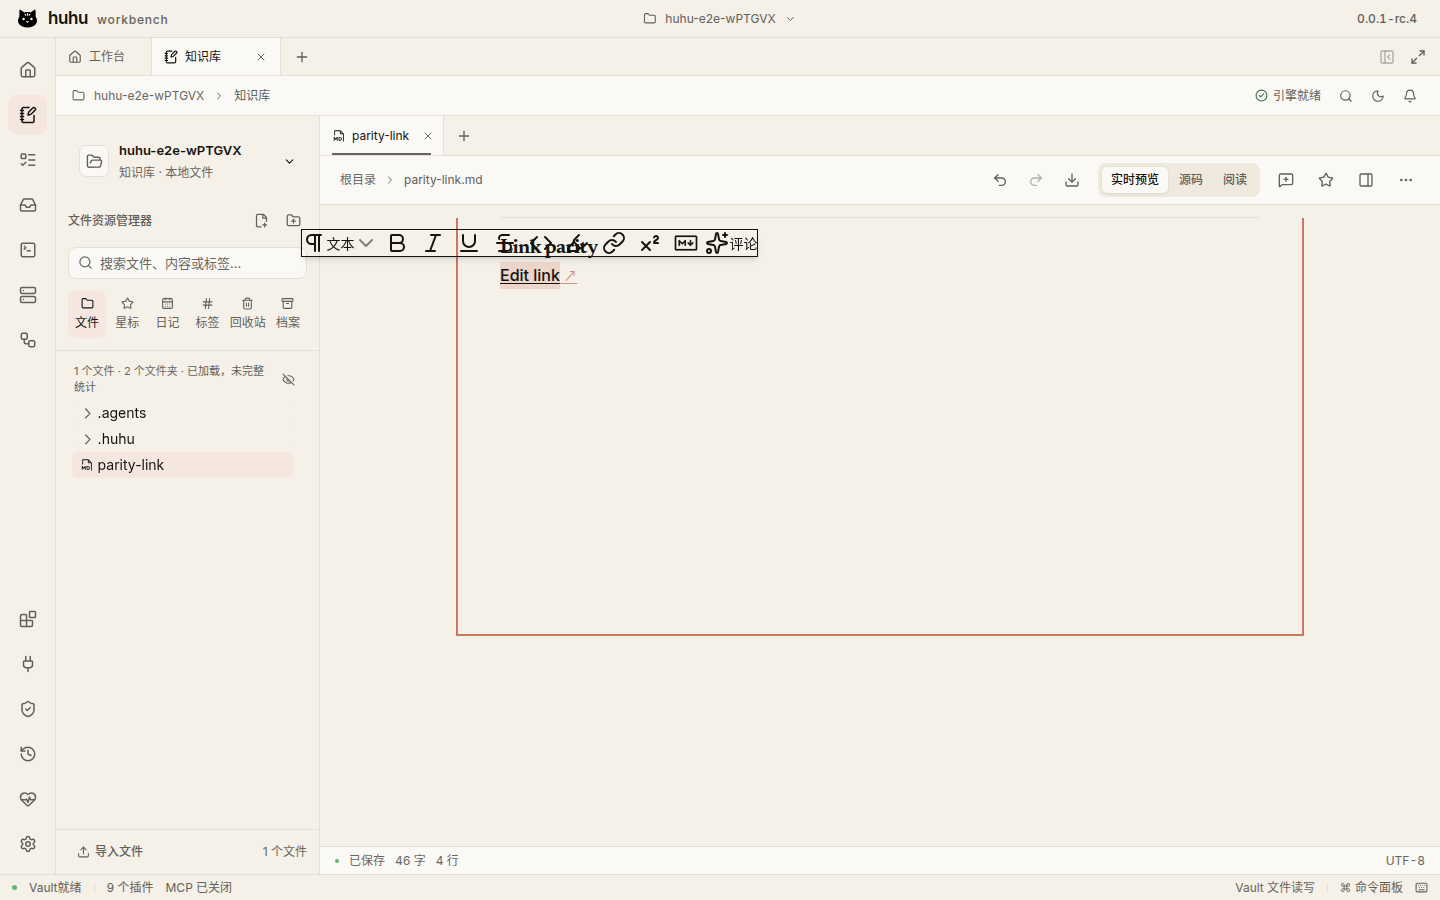 huhu workbench
huhu-e2e-wPTGVX
0.0.1-rc.4
工作台
知识库
huhu-e2e-wPTGVX
知识库
引擎就绪
huhu-e2e-wPTGVX
知识库 · 本地文件
parity-link
根目录
parity-link.md
实时预览
源码
阅读
文件资源管理器
文本
评论
Link parity
Edit link ↗
搜索文件、内容或标签...
文件
星标
日记
标签
回收站
档案
1 个文件 · 2 个文件夹 · 已加载，未完整
统计
.agents
.huhu
parity-link
导入文件
1 个文件
已保存 46 字 4 行
UTF-8
Vault就绪
9 个插件
MCP 已关闭
Vault 文件读写
⌘ 命令面板